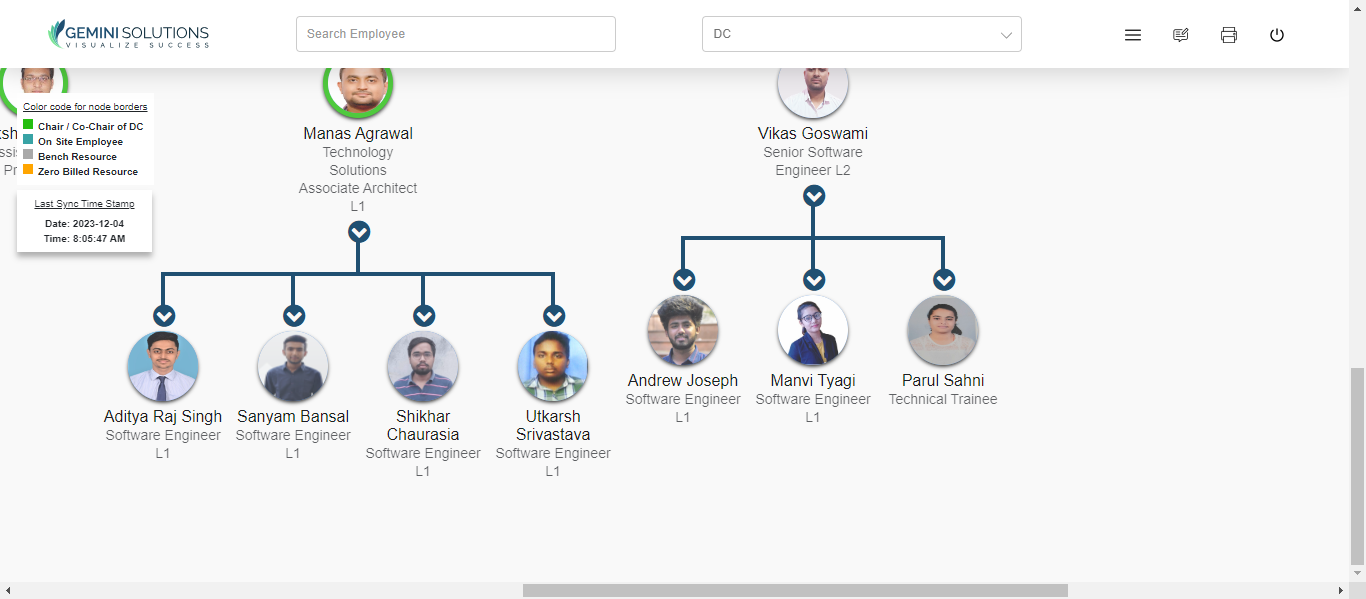 GEMINI SOLUTIONS
VISUALIZE SUCCESS
Search Employee
DC
Color code for node borders
Chair / Co-Chair of DC
On Site Employee
Bench Resource
Zero Billed Resource
Last Sync Time Stamp
Date: 2023-12-04
Time: 8:05:47 AM
Manas Agrawal
Technology
Solutions
Associate Architect
L1
Vikas Goswami
Senior Software
Engineer L2
Aditya Raj Singh
Software Engineer
L1
Sanyam Bansal
Software Engineer
L1
Shikhar
Chaurasia
Software Engineer
L1
Utkarsh
Srivastava
Software Engineer
L1
Andrew Joseph
Software Engineer
L1
Manvi Tyagi
Software Engineer
L1
Parul Sahni
Technical Trainee